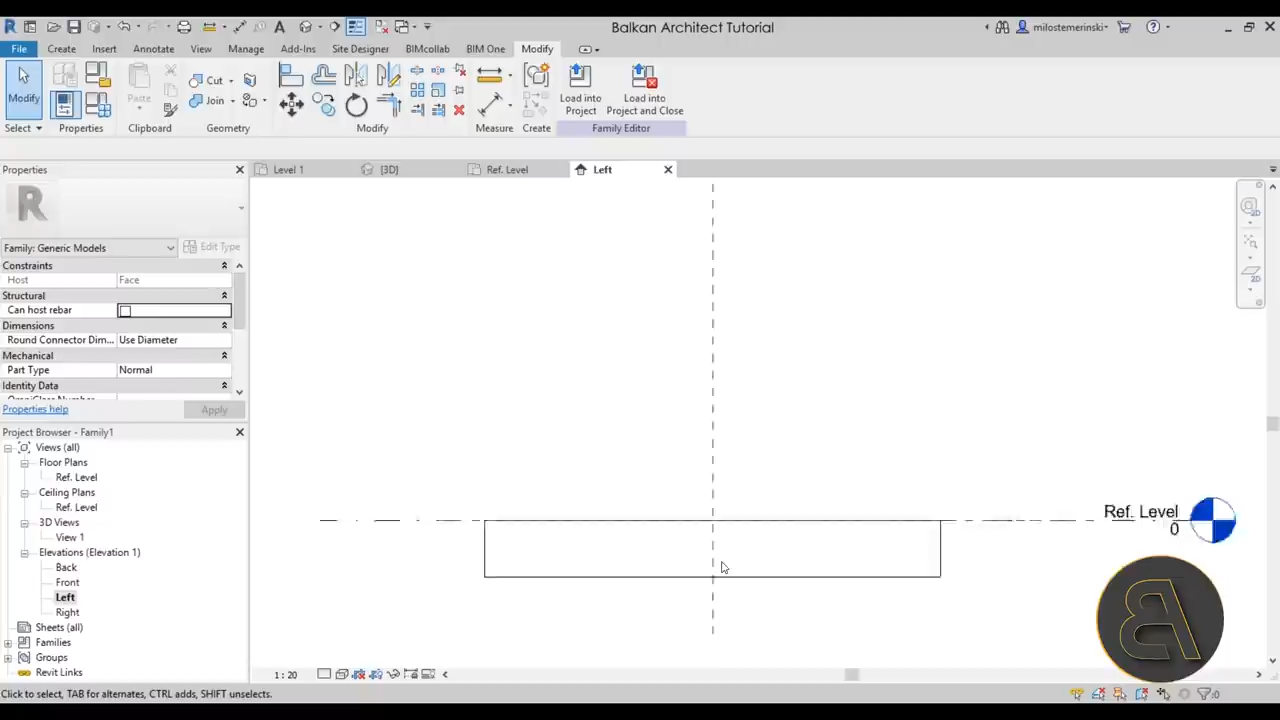 Balkan Architect Tutorial
milostemerinski
File Create Insert Annotate View Manage Add-Ins Site Designer BIMcollab BIM One Modify
Modify
Cut
Join
Paste
Load into
Project
Load into
Project and Close
Select Properties Clipboard Geometry Modify Measure Create Family Editor
Properties
Level 1 [3D] Ref. Level Left
Family: Generic Models Edit Type
Constraints
Host Face
Structural
Can host rebar
Dimensions
Round Connector Dim... Use Diameter
Mechanical
Part Type Normal
Identity Data
OmniClass Number
Properties help Apply
Project Browser - Family1
Views (all)
Floor Plans
Ref. Level
Ceiling Plans
Ref. Level
3D Views
View 1
Elevations (Elevation 1)
Back
Front
Left
Right
Sheets (all)
Families
Groups
Revit Links
Ref. Level
0
2D
2D
1 : 20
Click to select, TAB for alternates, CTRL adds, SHIFT unselects.
:0